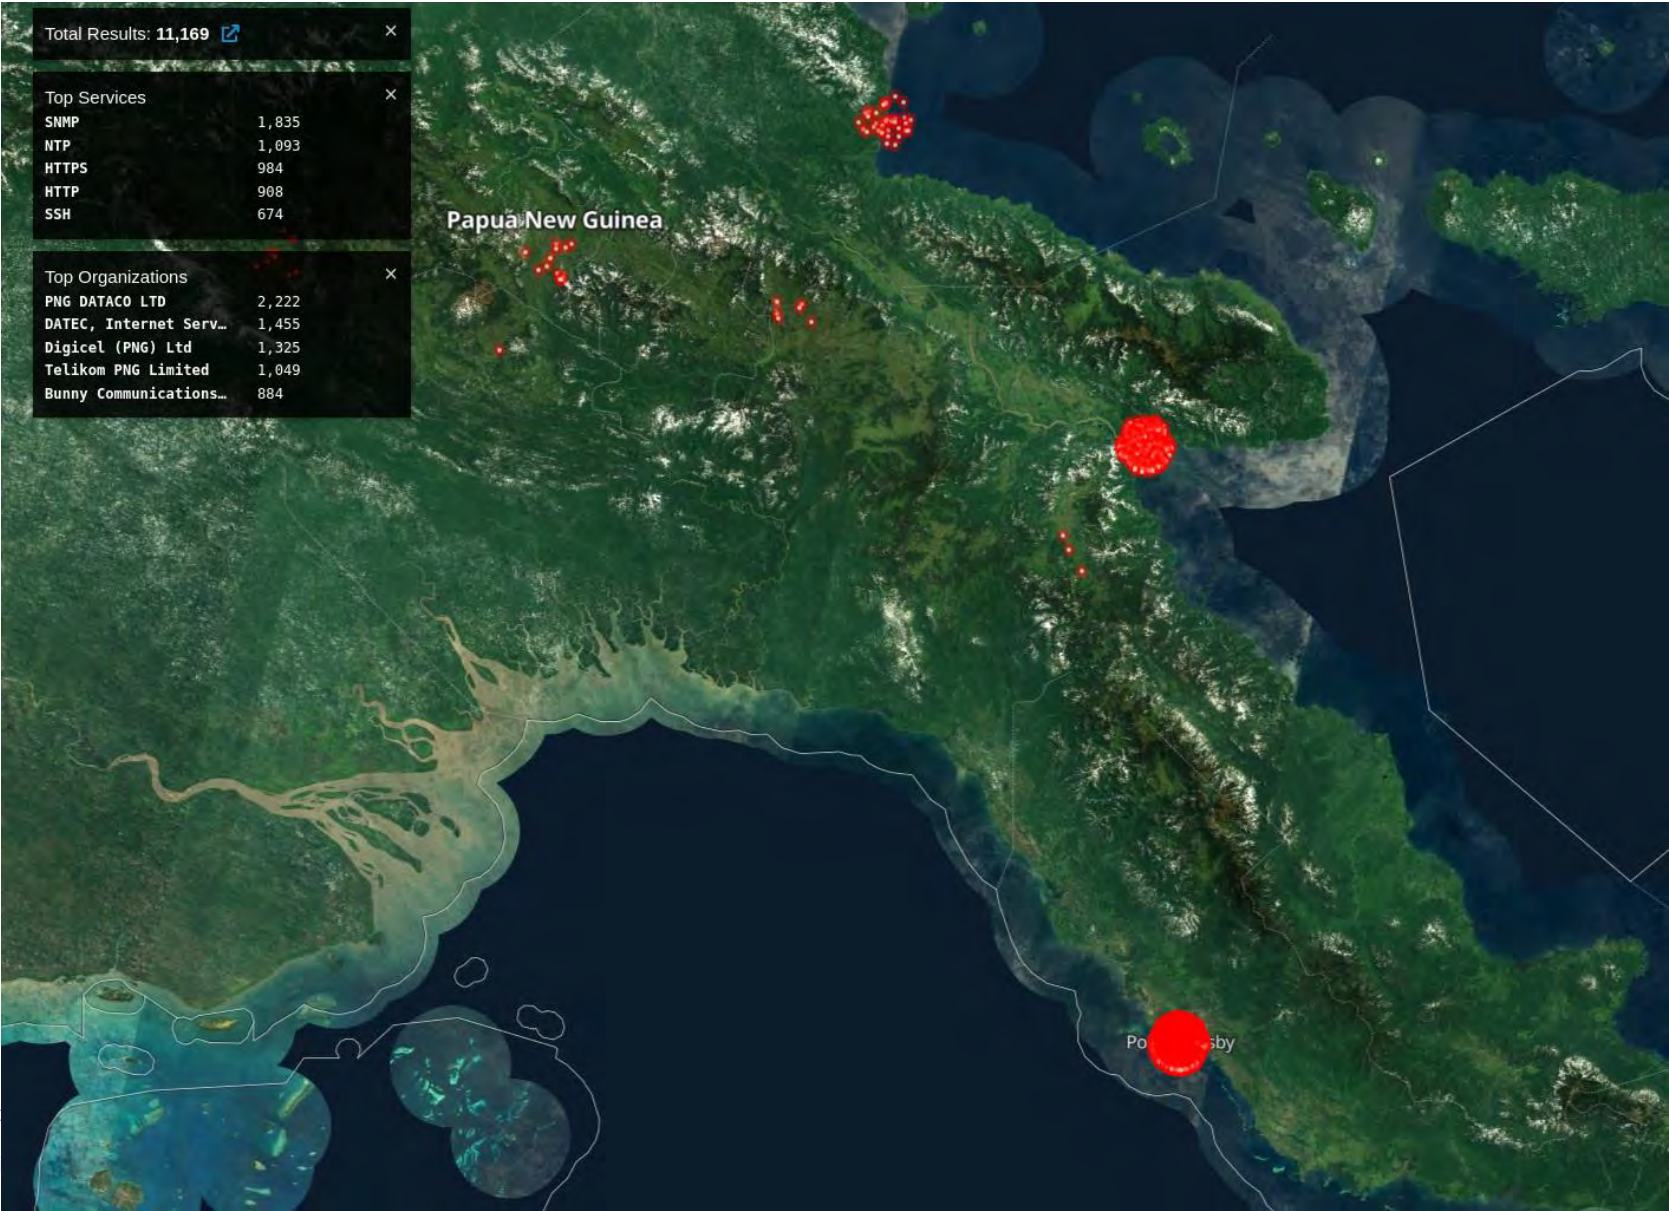 Total Results: 11,169
Top Services
SNMP 1,835
NTP 1,093
HTTPS 984
HTTP 908
SSH 674
Top Organizations
PNG DATACO LTD 2,222
DATEC, Internet Serv… 1,455
Digicel (PNG) Ltd 1,325
Telikom PNG Limited 1,049
Bunny Communications… 884
Papua New Guinea
Po sby